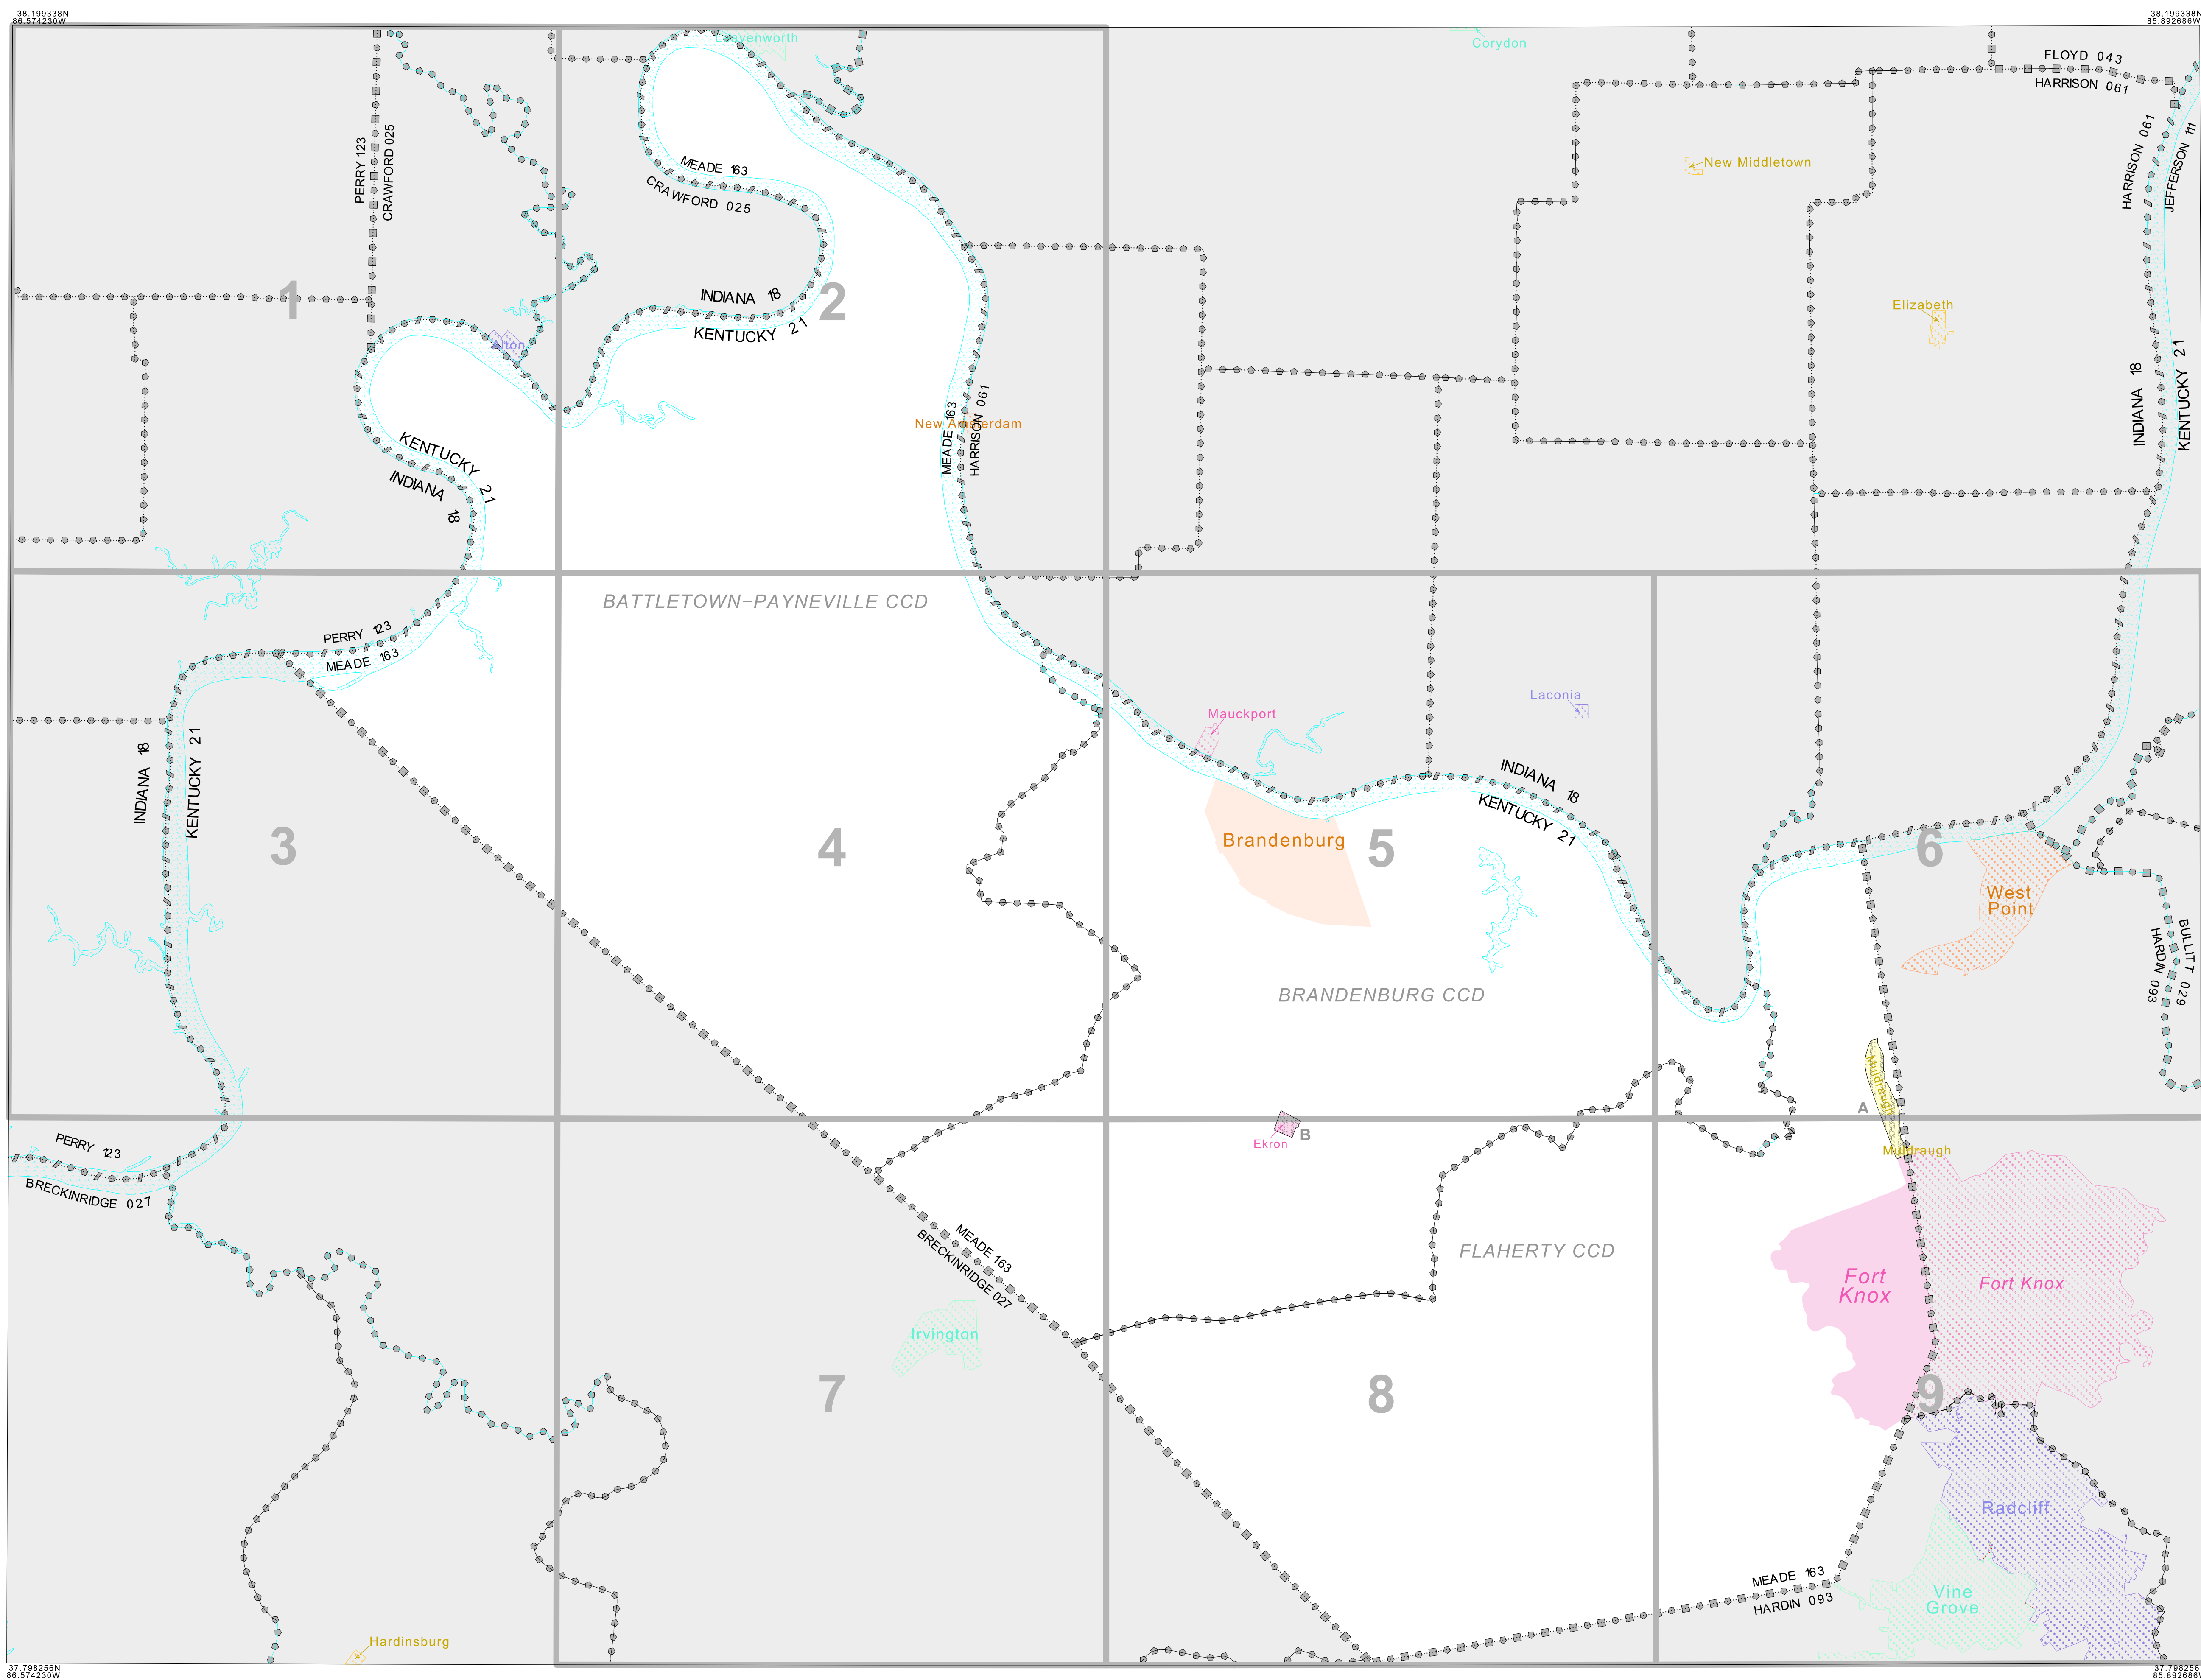 38.199338N
86.574230W
38.199338N
85.892686W
Leavenworth
Corydon
FLOYD 043
HARRISON 061
PERRY 123
CRAWFORD 025
MEADE 163
CRAWFORD 025
New Middletown
HARRISON 061
JEFFERSON 111
1
2
INDIANA 18
KENTUCKY 21
Elizabeth
Alton
INDIANA 18
KENTUCKY 21
New Amsterdam
MEADE 163
HARRISON 061
KENTUCKY 21
INDIANA 18
BATTLETOWN-PAYNEVILLE CCD
PERRY 123
MEADE 163
Laconia
Mauckport
INDIANA 18
KENTUCKY 21
INDIANA 18
KENTUCKY 21
3
4
Brandenburg
5
6
West
Point
BULLITT 029
HARDIN 093
BRANDENBURG CCD
Muldraugh
A
B
Ekron
PERRY 123
BRECKINRIDGE 027
Muldraugh
MEADE 163
BRECKINRIDGE 027
FLAHERTY CCD
Fort
Knox
Fort Knox
Irvington
7
8
9
Radcliff
MEADE 163
HARDIN 093
Vine
Grove
Hardinsburg
37.798256N
86.574230W
37.798256N
85.892686W